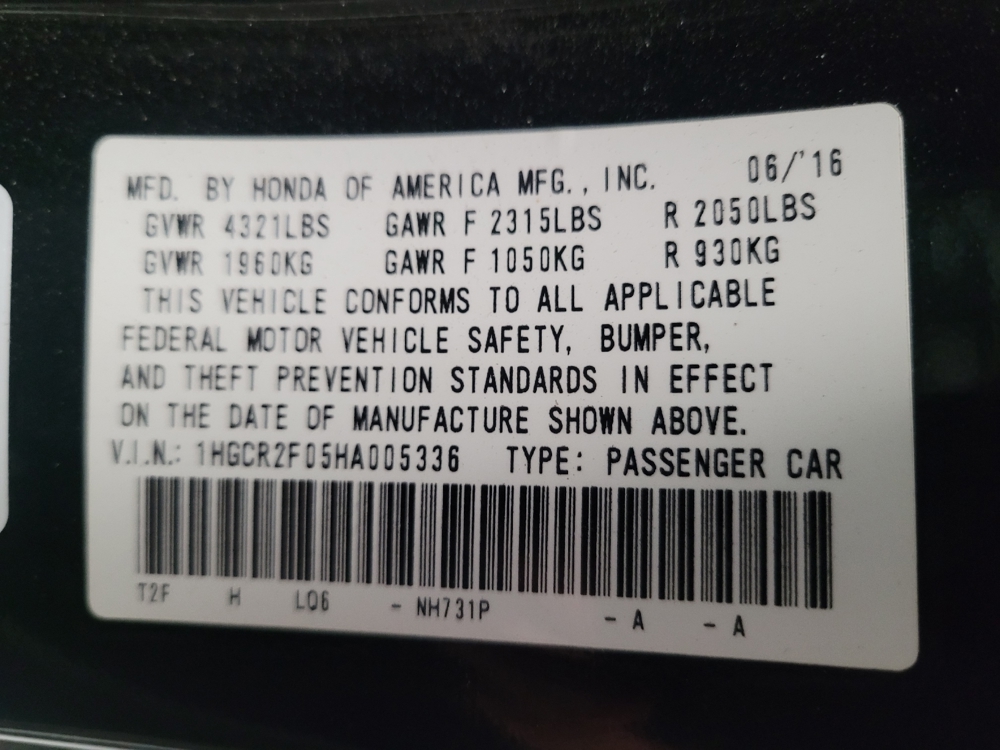 MFD. BY HONDA OF AMERICA MFG., INC. 06/'16
GVWR 4321LBS GAWR F 2315LBS R 2050LBS
GVWR 1960KG GAWR F 1050KG R 930KG
THIS VEHICLE CONFORMS TO ALL APPLICABLE
FEDERAL MOTOR VEHICLE SAFETY, BUMPER,
AND THEFT PREVENTION STANDARDS IN EFFECT
ON THE DATE OF MANUFACTURE SHOWN ABOVE.
V.I.N.: 1HGCR2F05HA005336 TYPE: PASSENGER CAR
T2F H L06 - NH731P - A - A